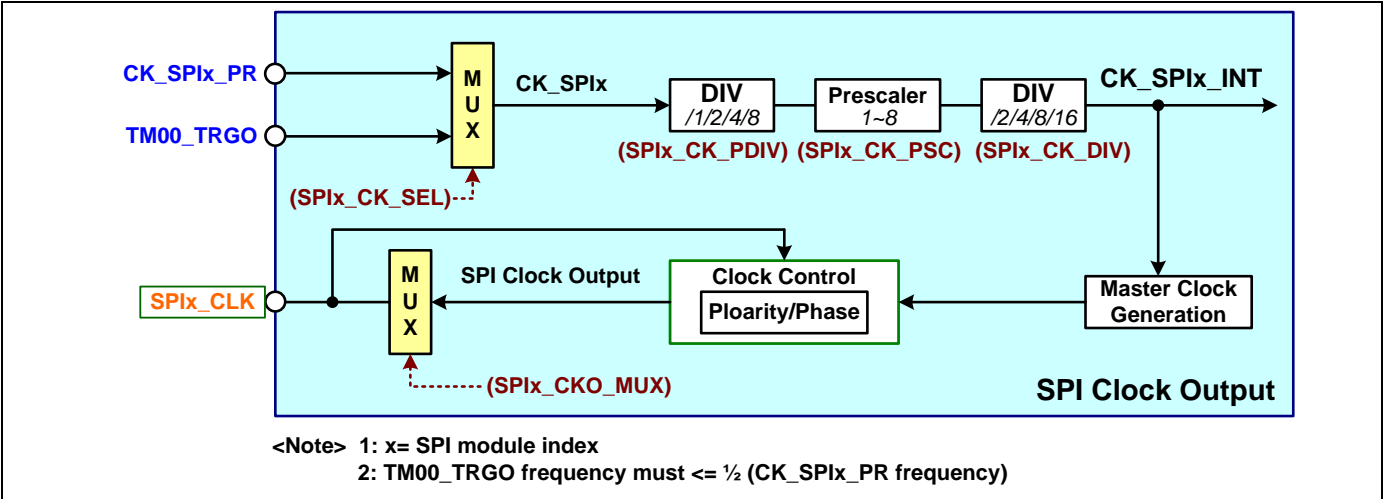 CK_SPIx_PR
TM00_TRGO
MUX
CK_SPIx
DIV
/1/2/4/8
(SPIx_CK_PDIV)
Prescaler
1~8
(SPIx_CK_PSC)
DIV
/2/4/8/16
(SPIx_CK_DIV)
CK_SPIx_INT
(SPIx_CK_SEL)
SPIx_CLK
MUX
SPI Clock Output
Clock Control
Ploarity/Phase
Master Clock
Generation
(SPIx_CKO_MUX)
SPI Clock Output
<Note> 1: x= SPI module index
2: TM00_TRGO frequency must <= ½ (CK_SPIx_PR frequency)